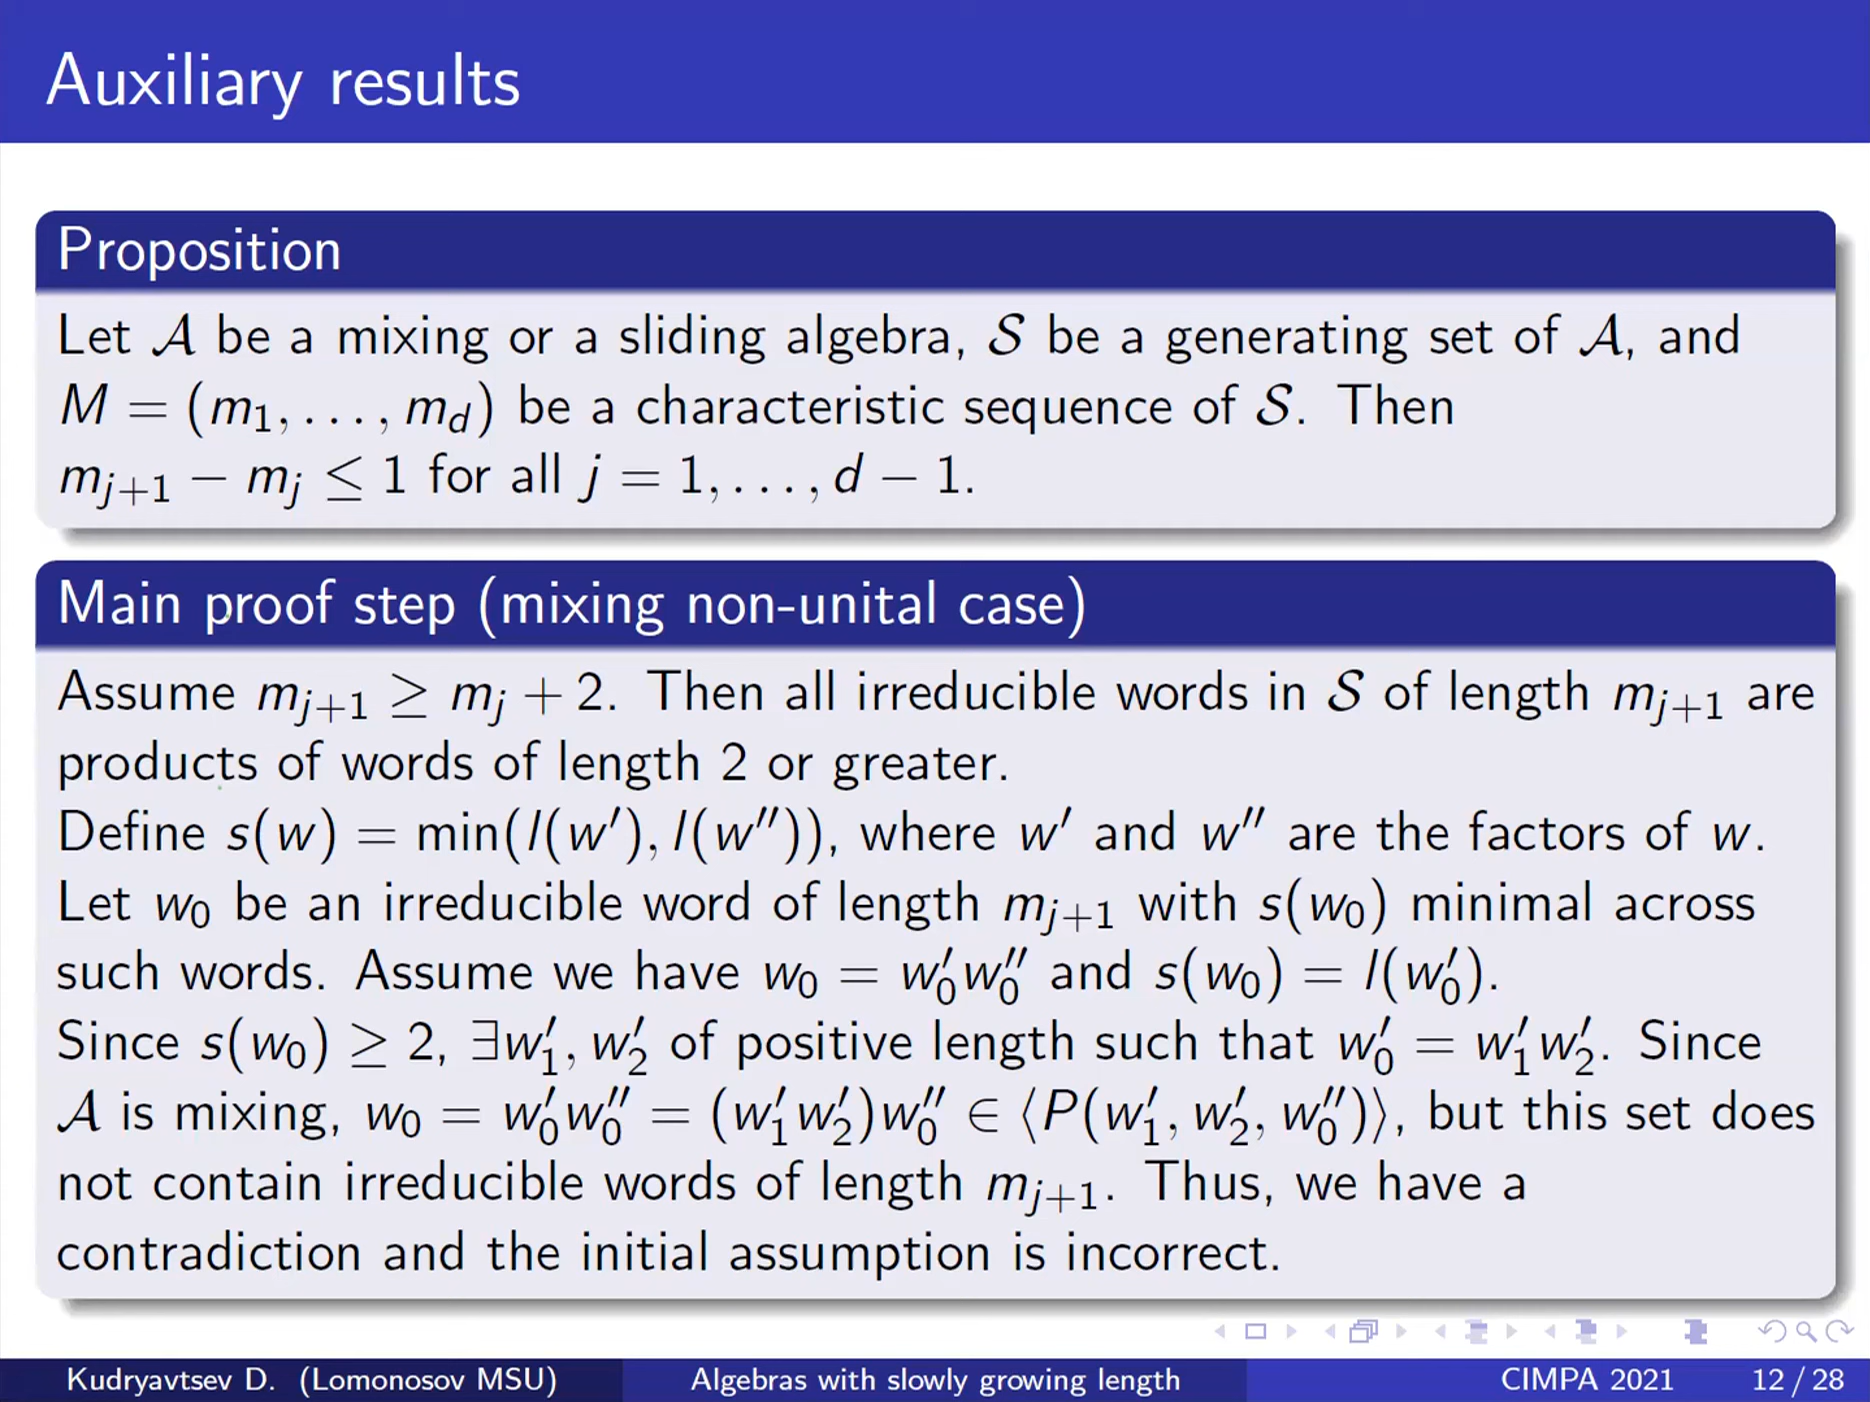 Auxiliary results
Proposition
Let 𝒜 be a mixing or a sliding algebra, 𝒮 be a generating set of 𝒜, and
M = (m₁, . . . , m_d) be a characteristic sequence of 𝒮. Then
m_{j+1} − m_j ≤ 1 for all j = 1, . . . , d − 1.
Main proof step (mixing non-unital case)
Assume m_{j+1} ≥ m_j + 2. Then all irreducible words in 𝒮 of length m_{j+1} are
products of words of length 2 or greater.
Define s(w) = min(l(w′), l(w″)), where w′ and w″ are the factors of w.
Let w₀ be an irreducible word of length m_{j+1} with s(w₀) minimal across
such words. Assume we have w₀ = w′₀w″₀ and s(w₀) = l(w′₀).
Since s(w₀) ≥ 2, ∃w′₁, w′₂ of positive length such that w′₀ = w′₁w′₂. Since
𝒜 is mixing, w₀ = w′₀w″₀ = (w′₁w′₂)w″₀ ∈ ⟨P(w′₁, w′₂, w″₀)⟩, but this set does
not contain irreducible words of length m_{j+1}. Thus, we have a
contradiction and the initial assumption is incorrect.
Kudryavtsev D. (Lomonosov MSU) Algebras with slowly growing length CIMPA 2021 12 / 28